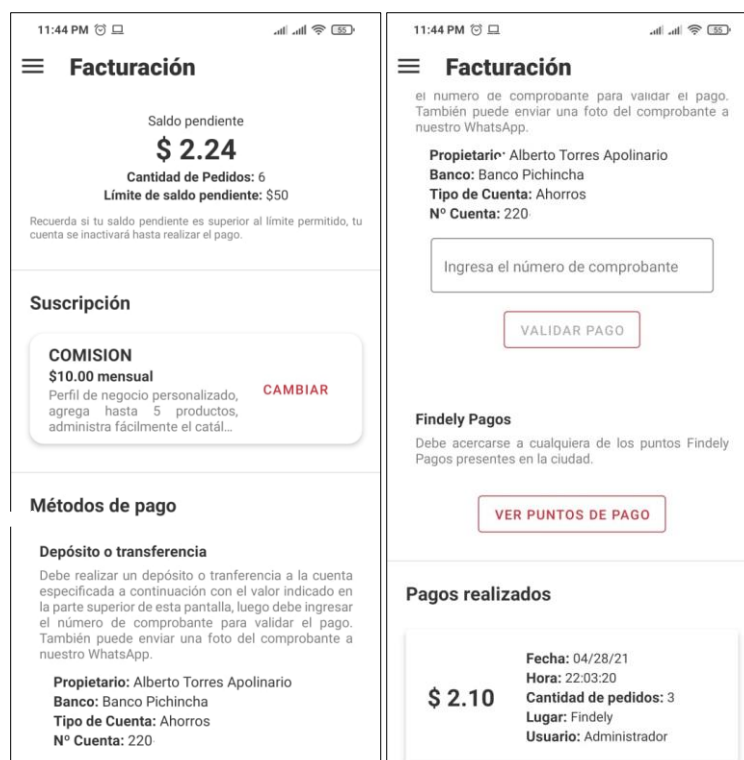 11:44 PM
55
Facturación
Saldo pendiente
$ 2.24
Cantidad de Pedidos: 6
Límite de saldo pendiente: $50
Recuerda si tu saldo pendiente es superior al límite permitido, tu
cuenta se inactivará hasta realizar el pago.
Suscripción
COMISION
$10.00 mensual
Perfil de negocio personalizado,
agrega hasta 5 productos,
administra fácilmente el catál...
CAMBIAR
Métodos de pago
Depósito o transferencia
Debe realizar un depósito o tranferencia a la cuenta
especificada a continuación con el valor indicado en
la parte superior de esta pantalla, luego debe ingresar
el número de comprobante para validar el pago.
También puede enviar una foto del comprobante a
nuestro WhatsApp.
Propietario: Alberto Torres Apolinario
Banco: Banco Pichincha
Tipo de Cuenta: Ahorros
Nº Cuenta: 220
11:44 PM
55
Facturación
el número de comprobante para validar el pago.
También puede enviar una foto del comprobante a
nuestro WhatsApp.
Propietario: Alberto Torres Apolinario
Banco: Banco Pichincha
Tipo de Cuenta: Ahorros
Nº Cuenta: 220
Ingresa el número de comprobante
VALIDAR PAGO
Findely Pagos
Debe acercarse a cualquiera de los puntos Findely
Pagos presentes en la ciudad.
VER PUNTOS DE PAGO
Pagos realizados
$ 2.10
Fecha: 04/28/21
Hora: 22:03:20
Cantidad de pedidos: 3
Lugar: Findely
Usuario: Administrador